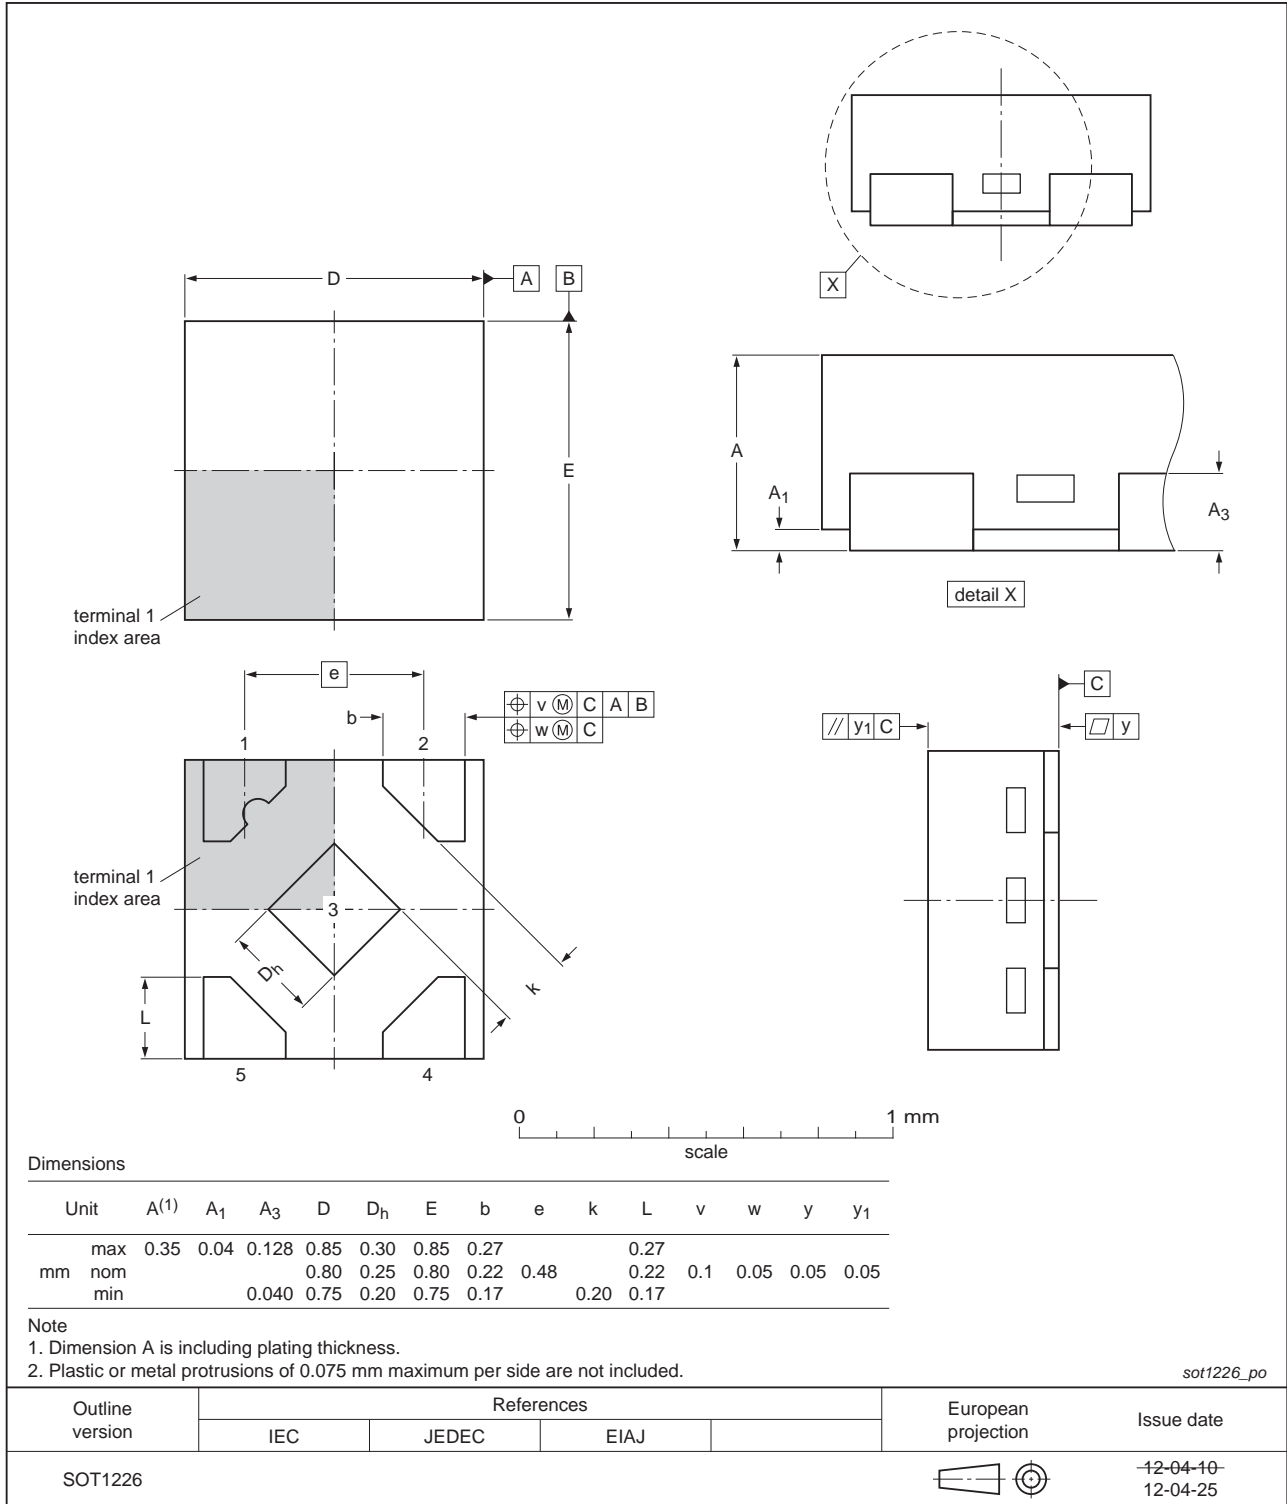 X
D
A
B
E
terminal 1
index area
A
A1
A3
detail X
e
b
v M C A B
w M C
1
2
terminal 1
index area
3
Dh
k
L
5
4
C
// y1 C
y
0
1 mm
scale
Dimensions
Unit A(1) A1 A3 D Dh E b e k L v w y y1
max 0.35 0.04 0.128 0.85 0.30 0.85 0.27 0.27
mm nom 0.80 0.25 0.80 0.22 0.48 0.22 0.1 0.05 0.05 0.05
min 0.040 0.75 0.20 0.75 0.17 0.20 0.17
Note
1. Dimension A is including plating thickness.
2. Plastic or metal protrusions of 0.075 mm maximum per side are not included.
sot1226_po
Outline
version
References
IEC JEDEC EIAJ
European
projection
Issue date
SOT1226
12-04-10
12-04-25